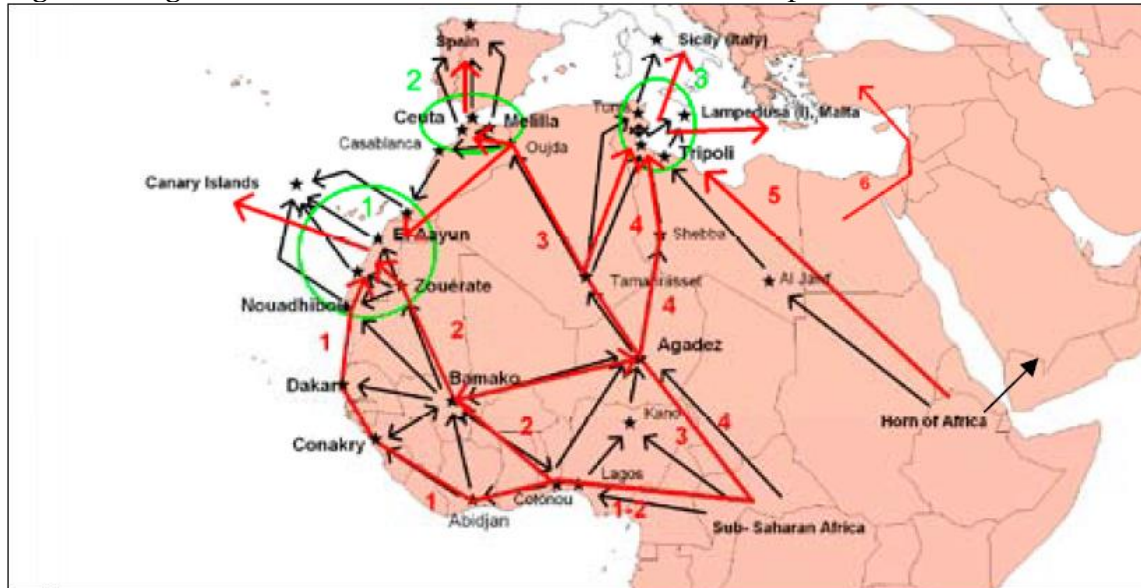 Spain
Sicily (Italy)
2
3
Ceuta
Melilla
Tunis
Lampedusa (I), Malta
Casablanca
Oujda
Tripoli
Canary Islands
1
5
6
El Aayun
3
4
Shebba
Zouérate
Tamanrasset
Al Jawf
Nouadhibou
4
1
2
Agadez
Dakar
Bamako
Kano
Horn of Africa
Conakry
2
3
4
Lagos
1
Cotonou
1-2
Abidjan
Sub- Saharan Africa